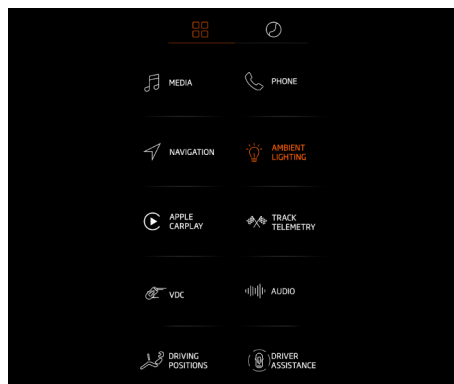 MEDIA
PHONE
NAVIGATION
AMBIENT
LIGHTING
APPLE
CARPLAY
TRACK
TELEMETRY
VDC
AUDIO
DRIVING
POSITIONS
DRIVER
ASSISTANCE